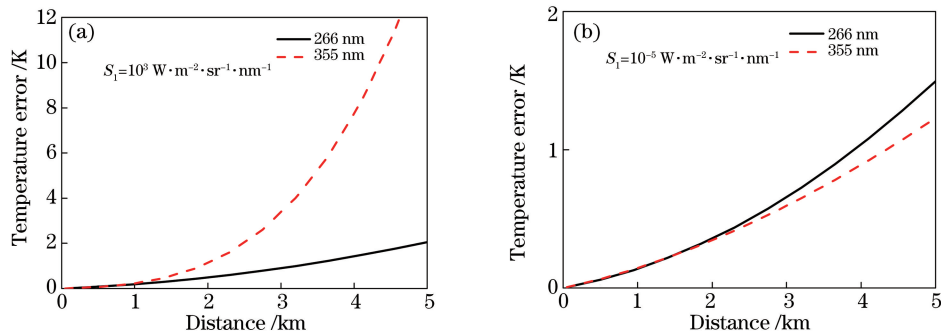 (a)
266 nm
355 nm
S₁=10³ W·m⁻²·sr⁻¹·nm⁻¹
Temperature error /K
12
10
8
6
4
2
0
0 1 2 3 4 5
Distance /km
(b)
266 nm
355 nm
S₁=10⁻⁵ W·m⁻²·sr⁻¹·nm⁻¹
Temperature error /K
2
1
0
0 1 2 3 4 5
Distance /km